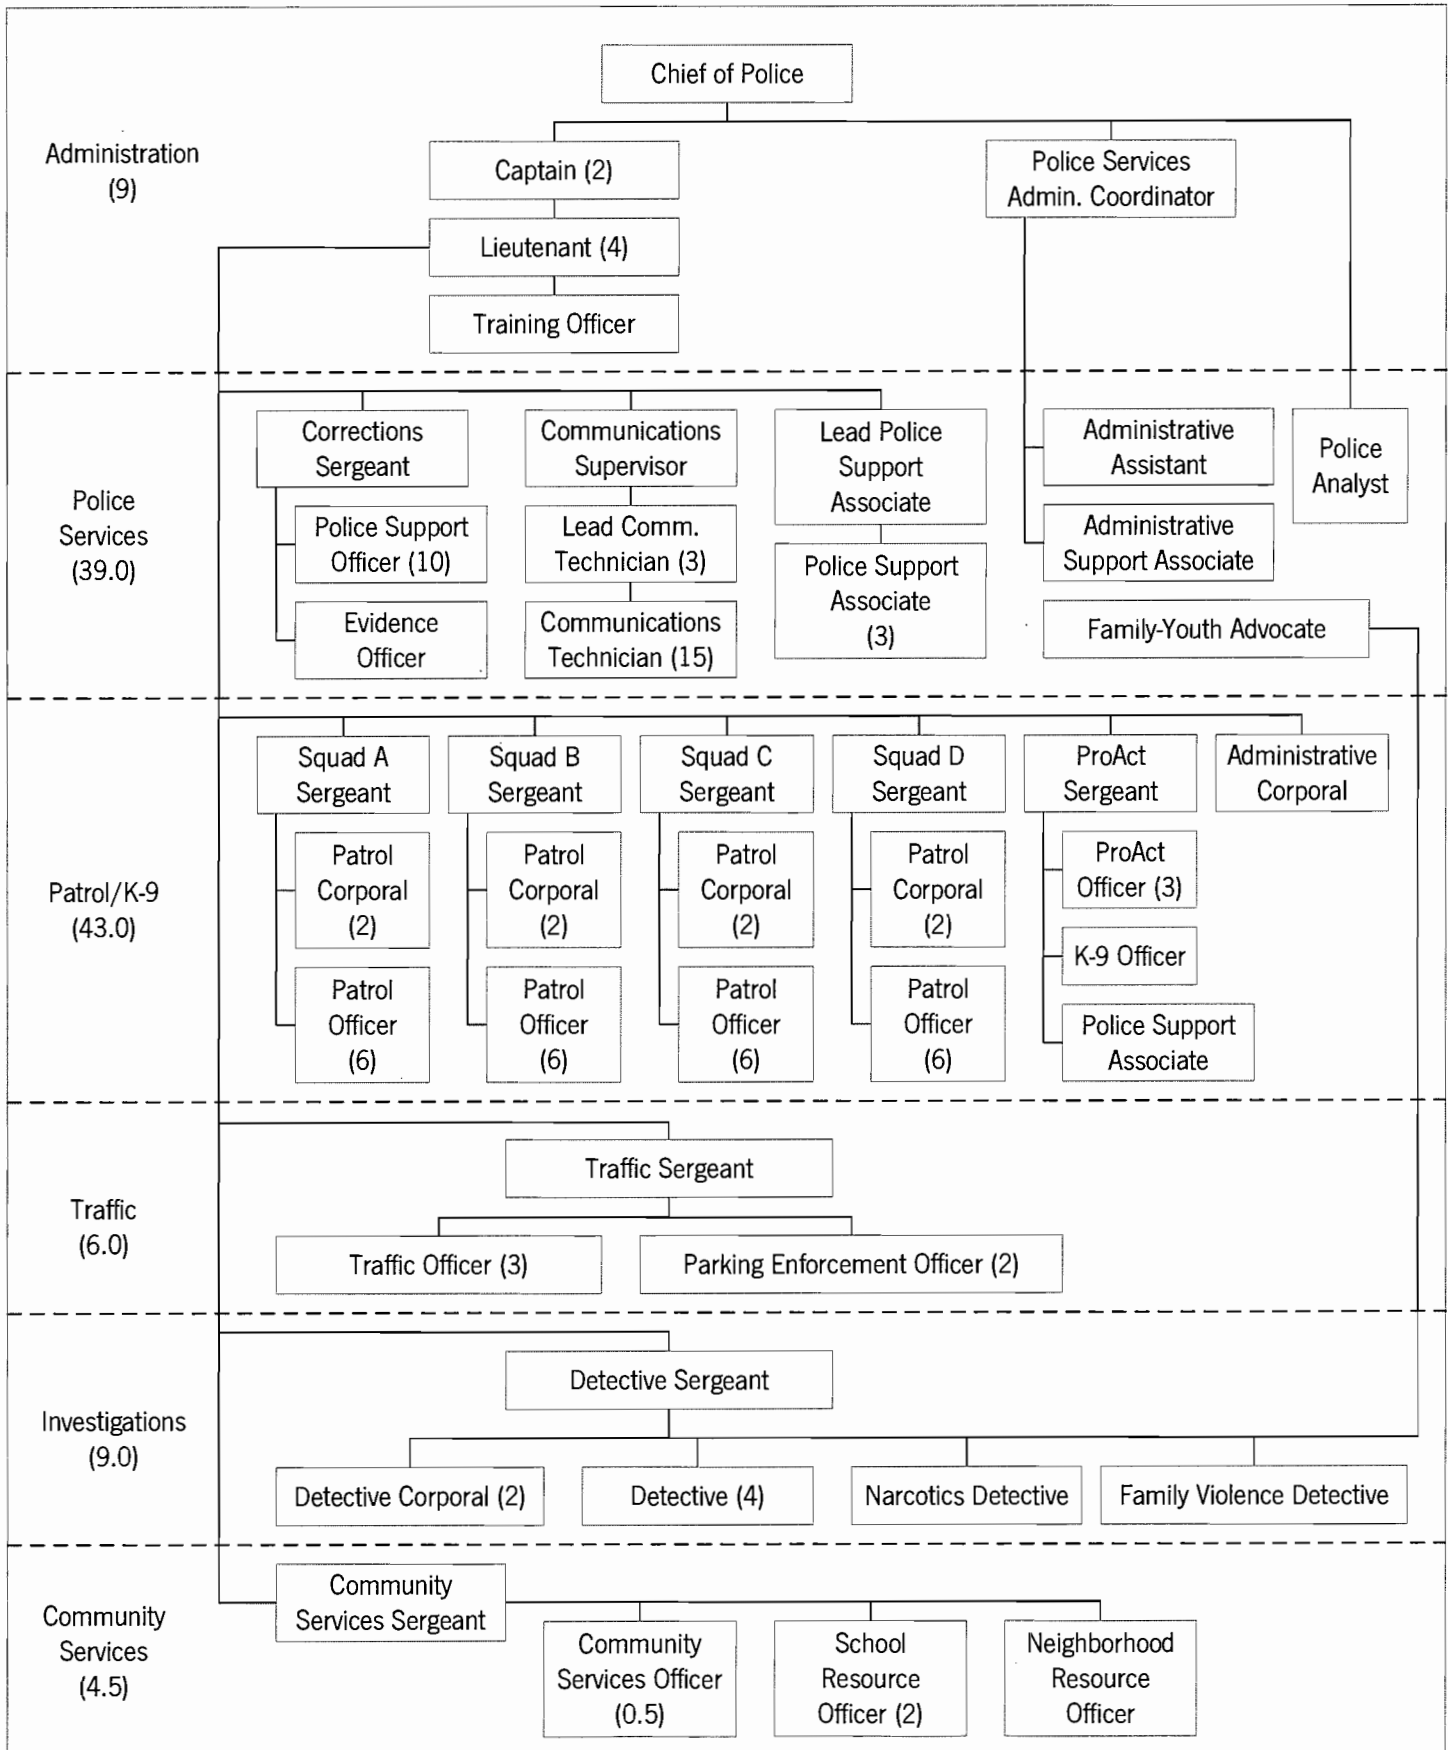 Chief of Police
Administration
(9)
Captain (2)
Police Services
Admin. Coordinator
Lieutenant (4)
Training Officer
Police
Services
(39.0)
Corrections
Sergeant
Communications
Supervisor
Lead Police
Support
Associate
Administrative
Assistant
Police
Analyst
Police Support
Officer (10)
Lead Comm.
Technician (3)
Administrative
Support Associate
Police Support
Associate
(3)
Evidence
Officer
Communications
Technician (15)
Family-Youth Advocate
Patrol/K-9
(43.0)
Squad A
Sergeant
Squad B
Sergeant
Squad C
Sergeant
Squad D
Sergeant
ProAct
Sergeant
Administrative
Corporal
Patrol
Corporal
(2)
Patrol
Corporal
(2)
Patrol
Corporal
(2)
Patrol
Corporal
(2)
ProAct
Officer (3)
K-9 Officer
Patrol
Officer
(6)
Patrol
Officer
(6)
Patrol
Officer
(6)
Patrol
Officer
(6)
Police Support
Associate
Traffic
(6.0)
Traffic Sergeant
Traffic Officer (3)
Parking Enforcement Officer (2)
Investigations
(9.0)
Detective Sergeant
Detective Corporal (2)
Detective (4)
Narcotics Detective
Family Violence Detective
Community
Services
(4.5)
Community
Services Sergeant
Community
Services Officer
(0.5)
School
Resource
Officer (2)
Neighborhood
Resource
Officer